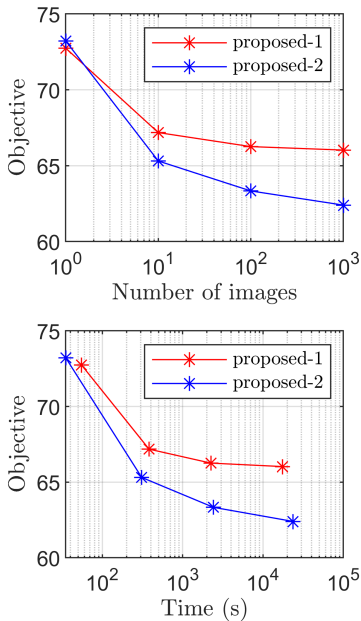 75
proposed-1
proposed-2
70
65
60
Objective
10^0
10^1
10^2
10^3
Number of images
75
proposed-1
proposed-2
70
65
60
Objective
10^2
10^3
10^4
10^5
Time (s)